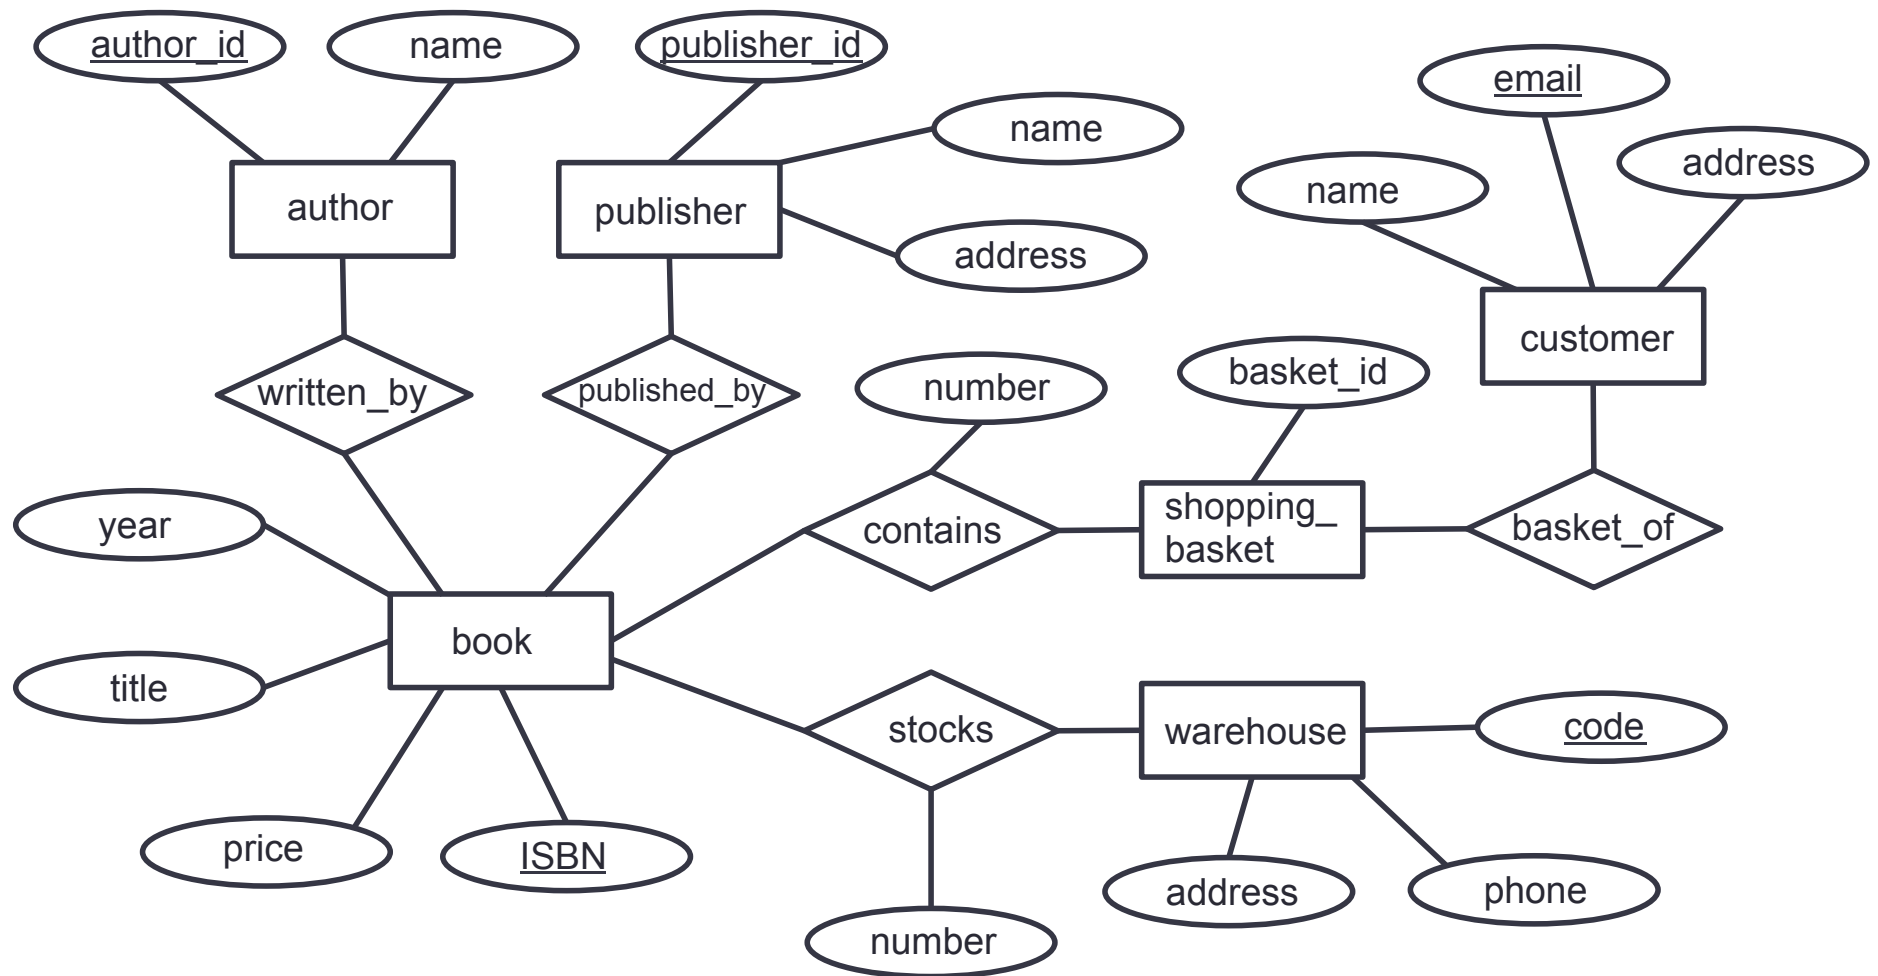 author_id
name
publisher_id
name
address
author
publisher
email
name
address
customer
written_by
published_by
number
basket_id
contains
shopping_
basket
basket_of
year
title
book
price
ISBN
stocks
number
warehouse
code
address
phone